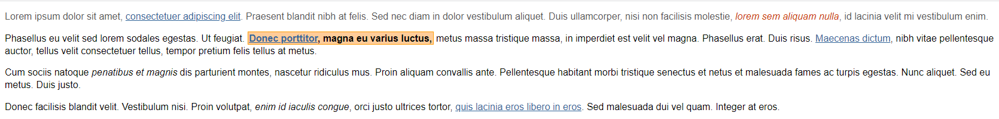 Lorem ipsum dolor sit amet, consectetuer adipiscing elit. Praesent blandit nibh at felis. Sed nec diam in dolor vestibulum aliquet. Duis ullamcorper, nisi non facilisis molestie, lorem sem aliquam nulla, id lacinia velit mi vestibulum enim.
Phasellus eu velit sed lorem sodales egestas. Ut feugiat. Donec porttitor, magna eu varius luctus, metus massa tristique massa, in imperdiet est velit vel magna. Phasellus erat. Duis risus. Maecenas dictum, nibh vitae pellentesque
auctor, tellus velit consectetuer tellus, tempor pretium felis tellus at metus.
Cum sociis natoque penatibus et magnis dis parturient montes, nascetur ridiculus mus. Proin aliquam convallis ante. Pellentesque habitant morbi tristique senectus et netus et malesuada fames ac turpis egestas. Nunc aliquet. Sed eu
metus. Duis justo.
Donec facilisis blandit velit. Vestibulum nisi. Proin volutpat, enim id iaculis congue, orci justo ultrices tortor, quis lacinia eros libero in eros. Sed malesuada dui vel quam. Integer at eros.